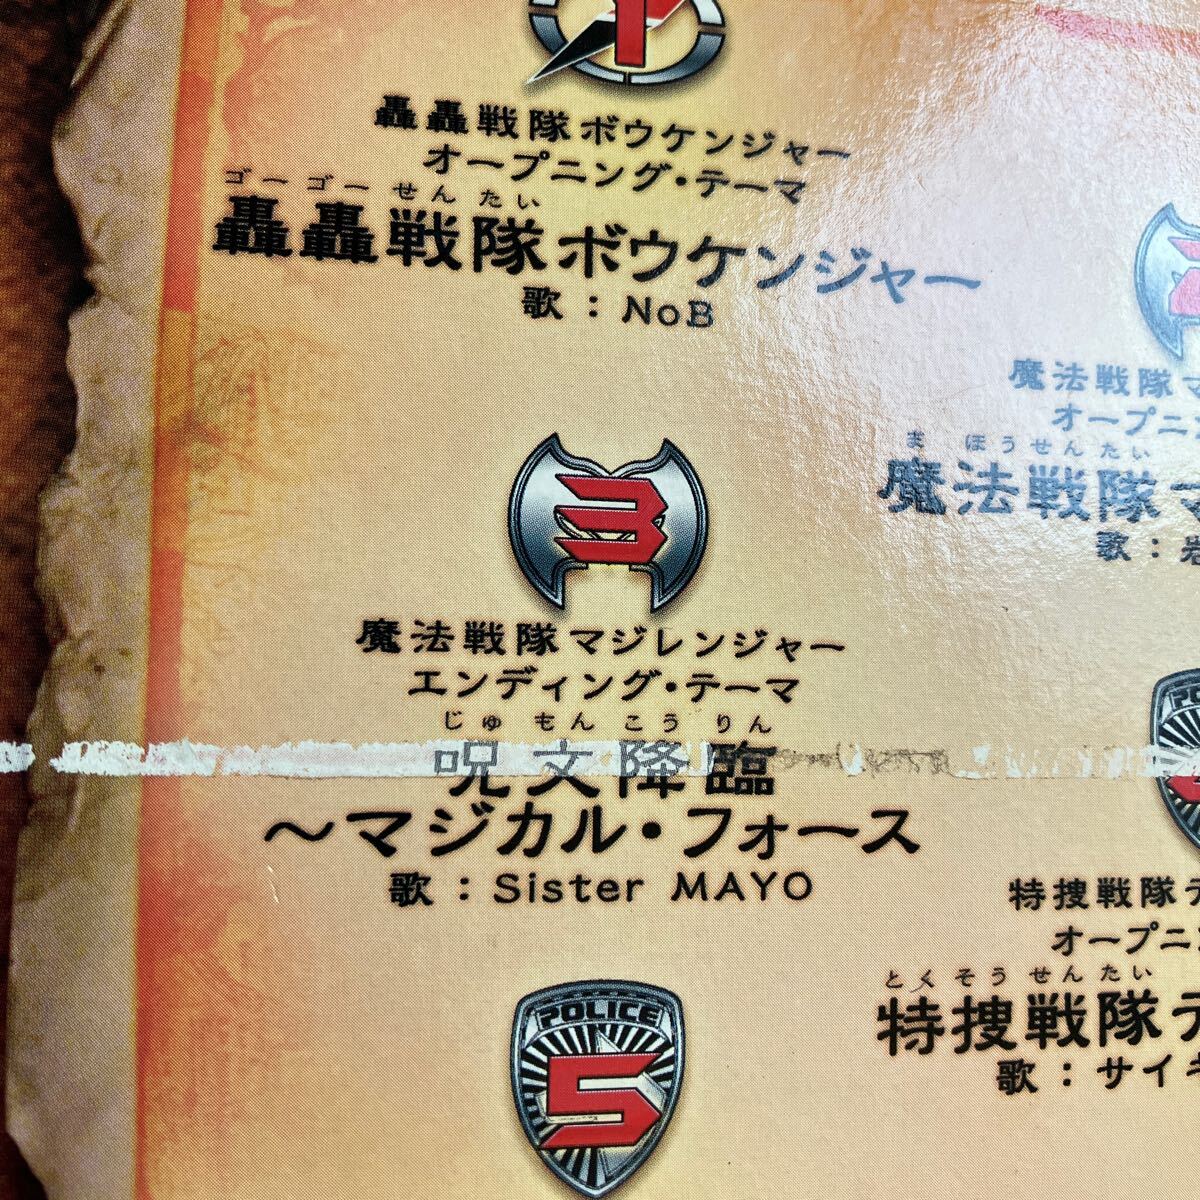 1
轟轟戦隊ボウケンジャー
オープニング・テーマ
ゴーゴーせんたい
轟轟戦隊ボウケンジャー
歌：NoB
3
魔法戦隊マジレンジャー
エンディング・テーマ
じゅもんこうりん
呪文降臨
〜マジカル・フォース
歌：Sister MAYO
POLICE
5
魔法戦隊マ
オープニ
まほうせんたい
魔法戦隊マ
歌：岩
特捜戦隊デ
オープニン
とくそうせんたい
特捜戦隊デ
歌：サイキ